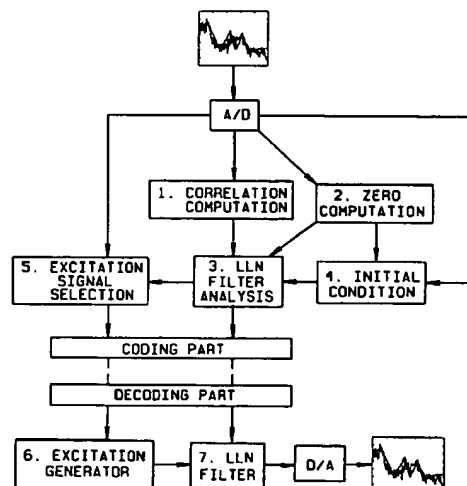 A/D
1. CORRELATION
COMPUTATION
2. ZERO
COMPUTATION
5. EXCITATION
SIGNAL
SELECTION
3. LLN
FILTER
ANALYSIS
4. INITIAL
CONDITION
CODING PART
DECODING PART
6. EXCITATION
GENERATOR
7. LLN
FILTER
D/A